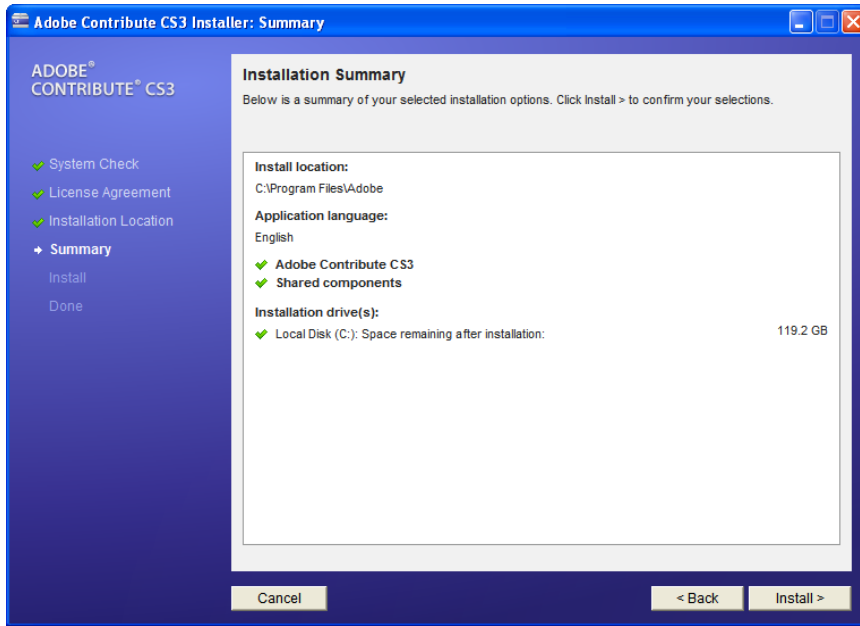 Adobe Contribute CS3 Installer: Summary
ADOBE®
CONTRIBUTE® CS3
System Check
License Agreement
Installation Location
Summary
Install
Done
Installation Summary
Below is a summary of your selected installation options. Click Install > to confirm your selections.
Install location:
C:\Program Files\Adobe
Application language:
English
Adobe Contribute CS3
Shared components
Installation drive(s):
Local Disk (C:): Space remaining after installation: 119.2 GB
Cancel
< Back
Install >